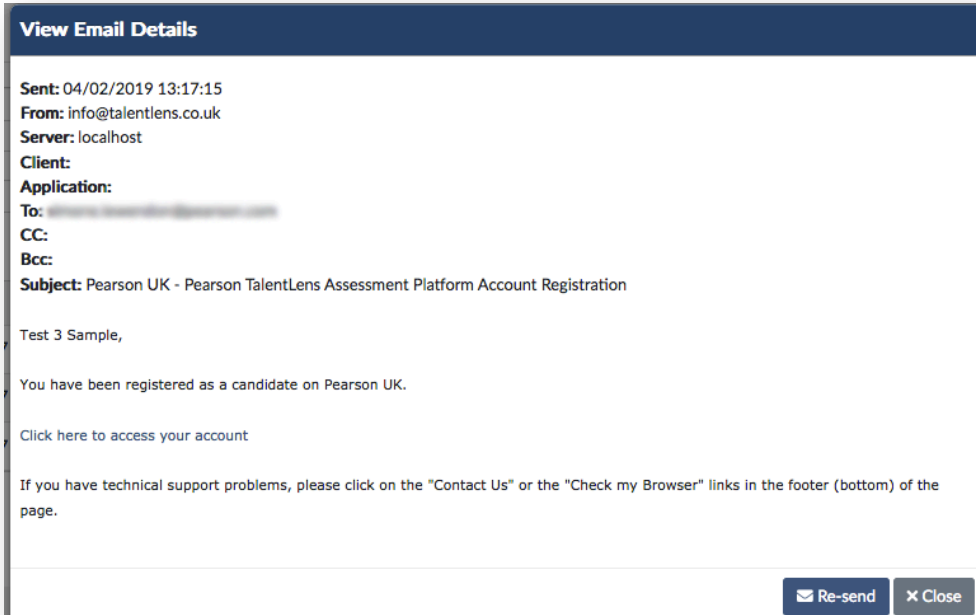 View Email Details
Sent: 04/02/2019 13:17:15
From: info@talentlens.co.uk
Server: localhost
Client:
Application:
To:
CC:
Bcc:
Subject: Pearson UK - Pearson TalentLens Assessment Platform Account Registration
Test 3 Sample,
You have been registered as a candidate on Pearson UK.
Click here to access your account
If you have technical support problems, please click on the "Contact Us" or the "Check my Browser" links in the footer (bottom) of the
page.
Re-send
× Close